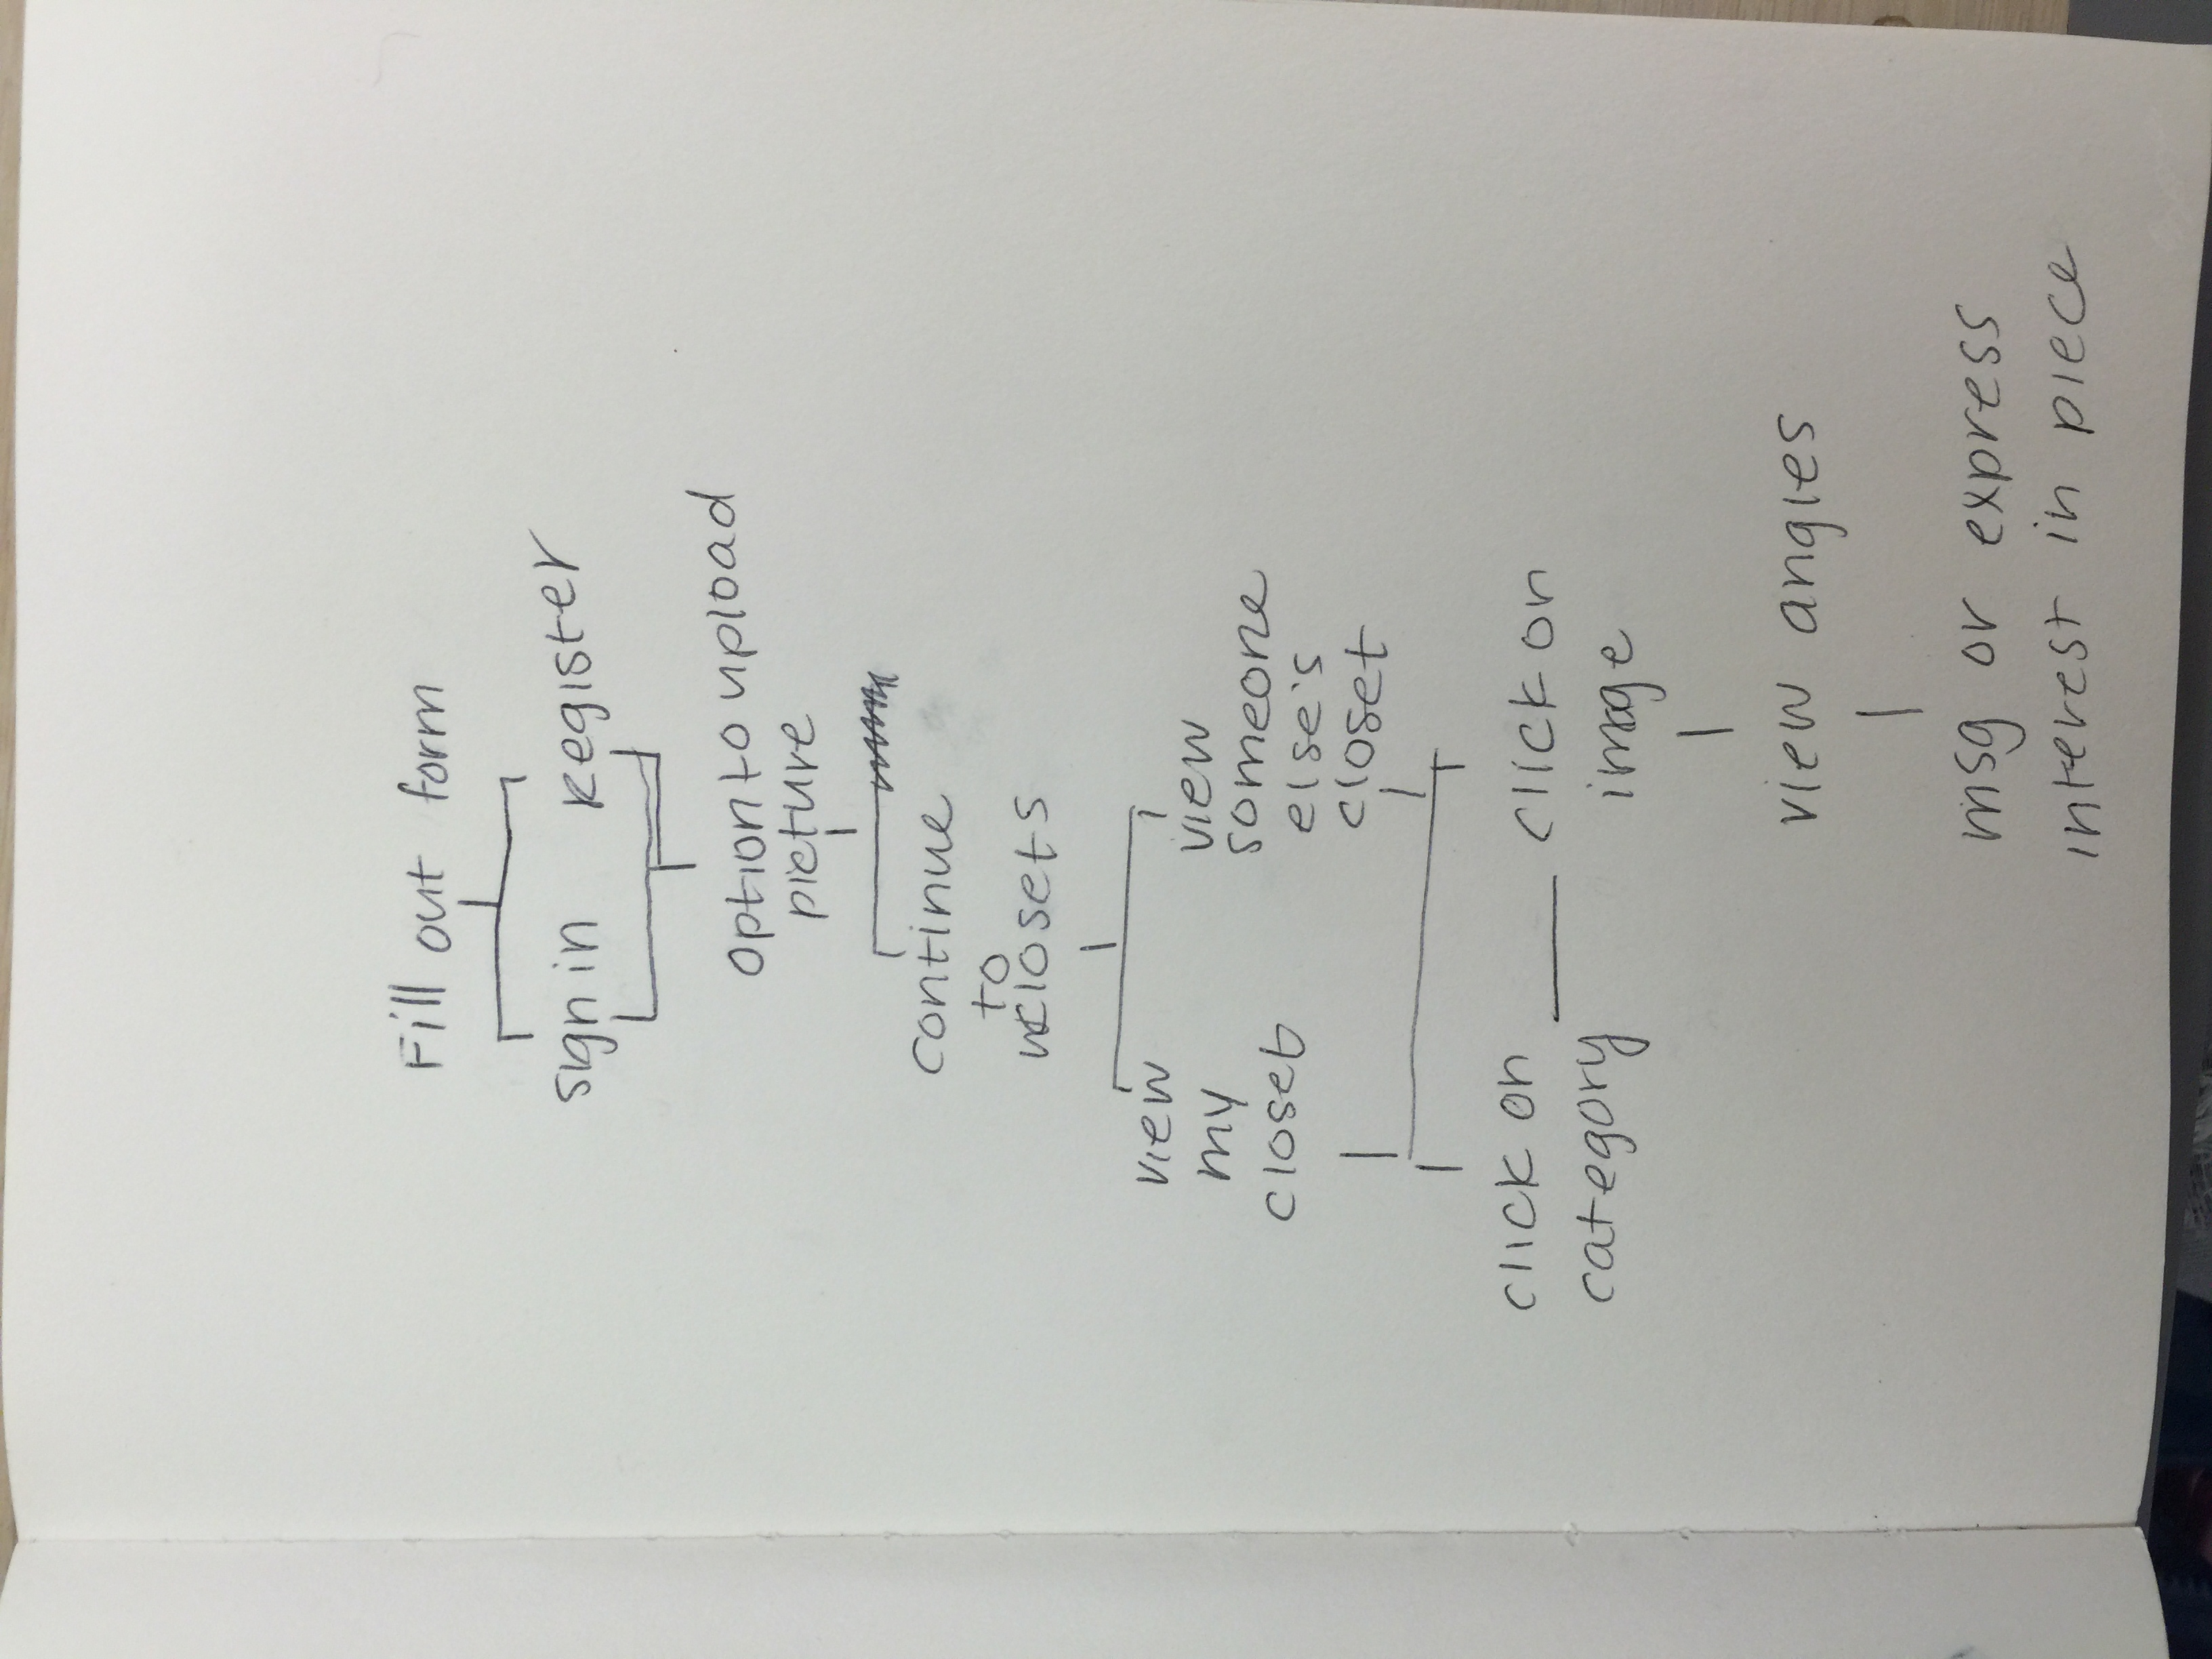 Fill out form
sign in Register
option to upload
picture
continue
to
closets
view
my
closet
view
someone
else's
closet
click on
category
click on
image
view angles
msg or express
interest in piece